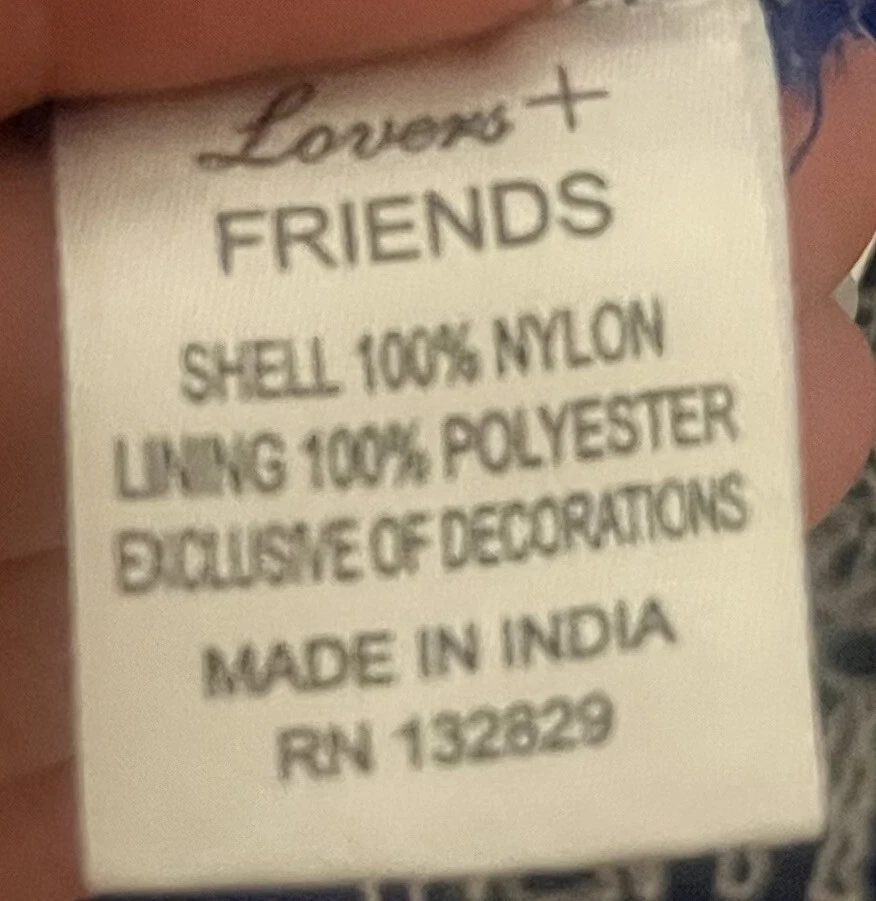 Lovers +
FRIENDS
SHELL 100% NYLON
LINING 100% POLYESTER
EXCLUSIVE OF DECORATIONS
MADE IN INDIA
RN 132829